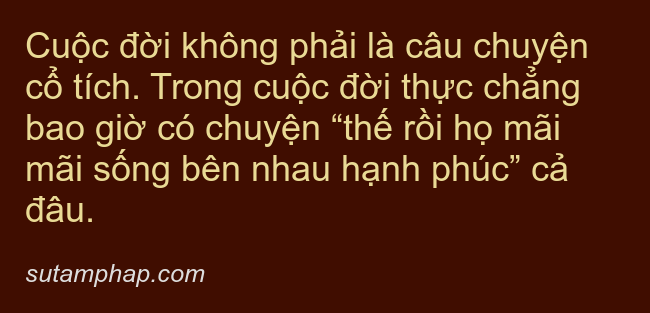 Cuộc đời không phải là câu chuyện
cổ tích. Trong cuộc đời thực chẳng
bao giờ có chuyện “thế rồi họ mãi
mãi sống bên nhau hạnh phúc” cả
đâu.
sutamphap.com